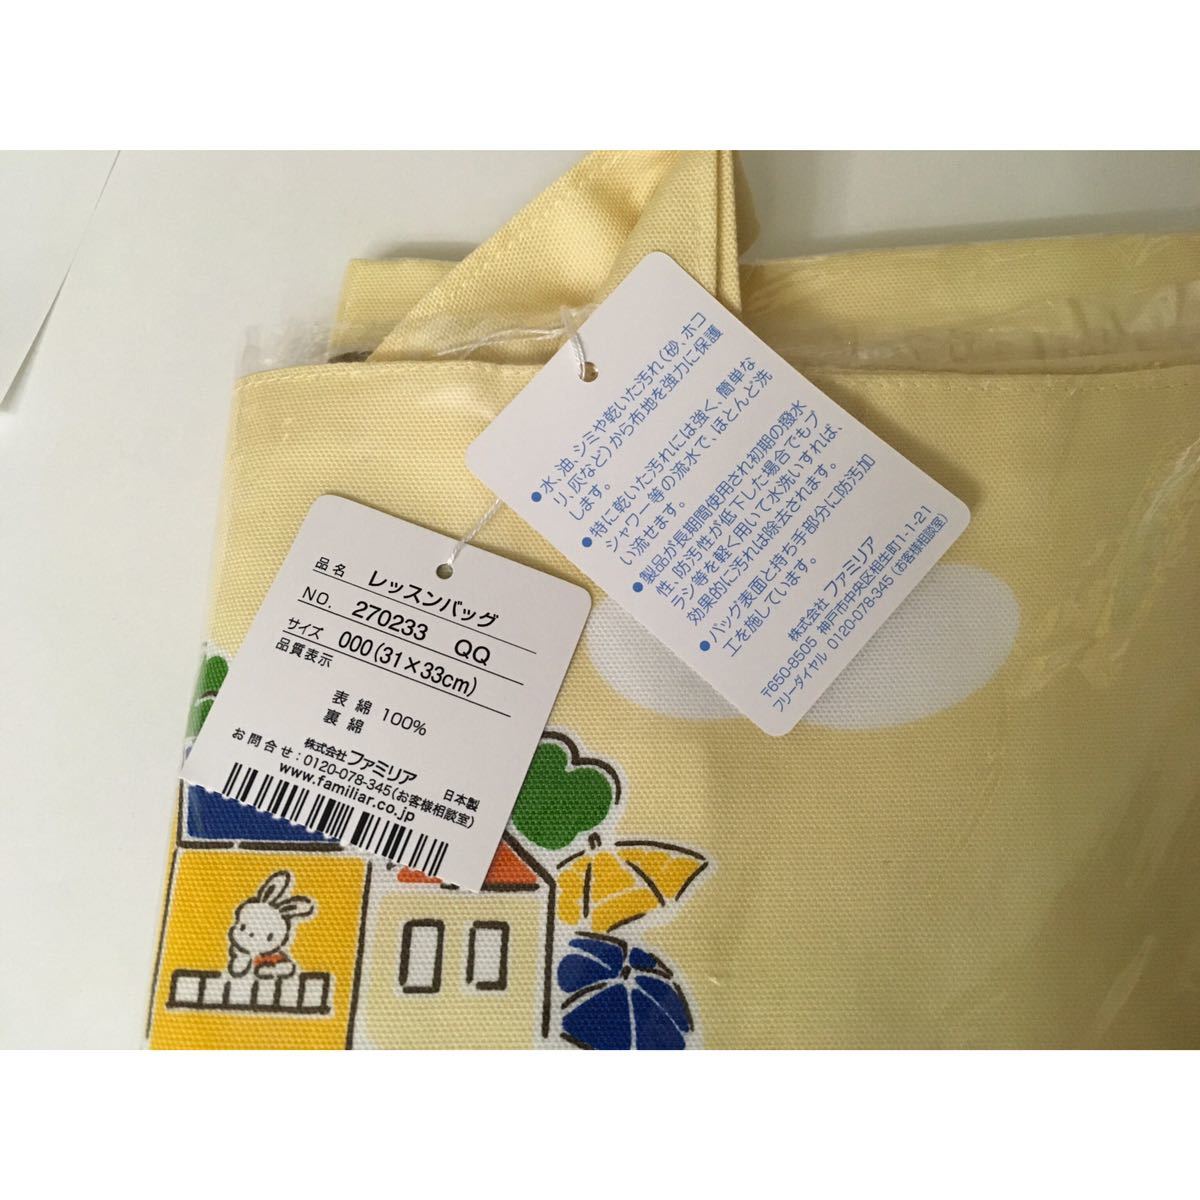 品名 レッスンバッグ
NO. 270233 QQ
サイズ 000(31×33cm)
品質表示
表 綿 100%
裏 綿
株式会社 ファミリア 日本製
お問合せ:0120-078-345(お客様相談室)
www.familiar.co.jp
●水、油、シミや乾いた汚れ(砂、ホコ
リ、灰など)から布地を強力に保護
します。
●特に乾いた汚れには強く、簡単な
シャワー等の流水で、ほとんど洗
い流せます。
●製品が長期間使用され初期の撥水
性、防汚性が低下した場合でもブ
ラシ等を軽く用いて水洗いすれば、
効果的に汚れは除去されます。
●バッグ表面と持ち手部分に防汚加
工を施しています。
株式会社 ファミリア
〒650-8505 神戸市中央区相生町1-1-21
フリーダイヤル 0120-078-345 (お客様相談室)